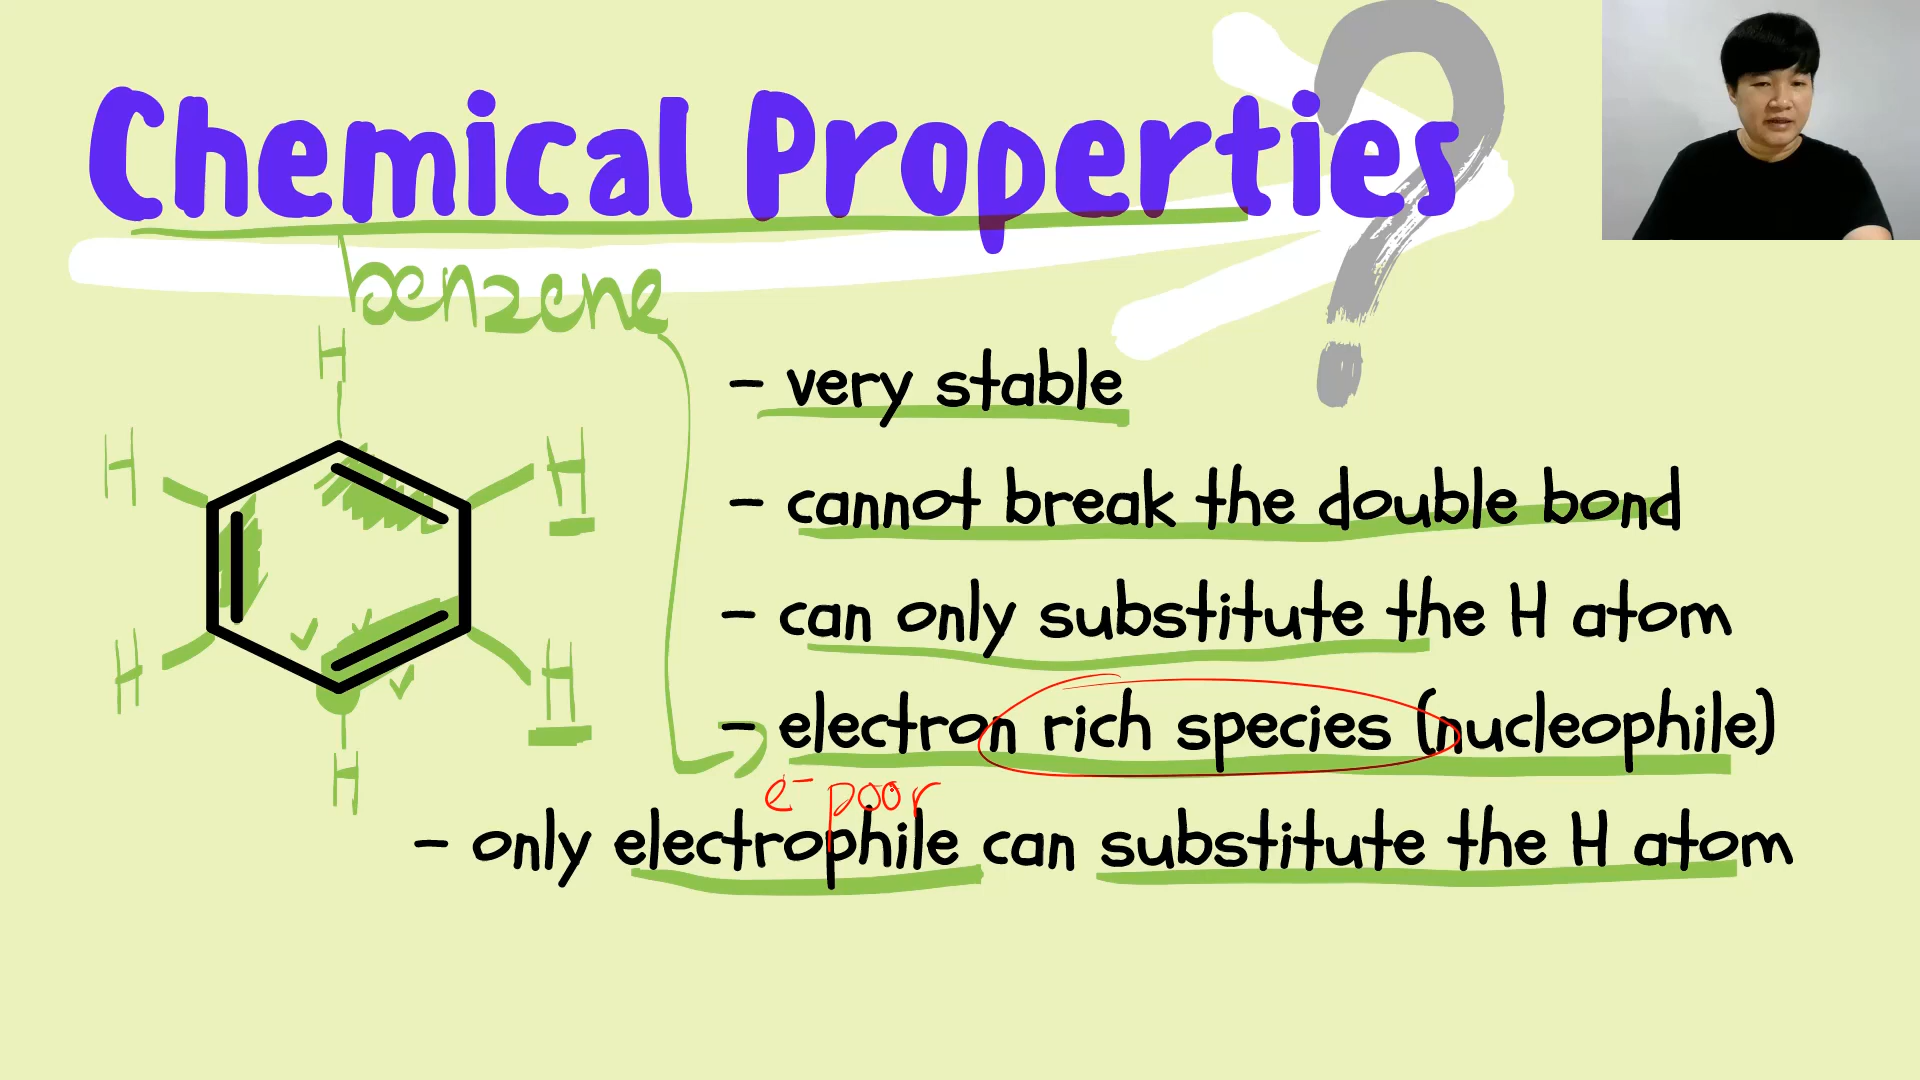 Chemical Properties
?
benzene
H
H
H
H
H
H
- very stable
- cannot break the double bond
- can only substitute the H atom
- electron rich species (nucleophile)
e⁻ poor
- only electrophile can substitute the H atom